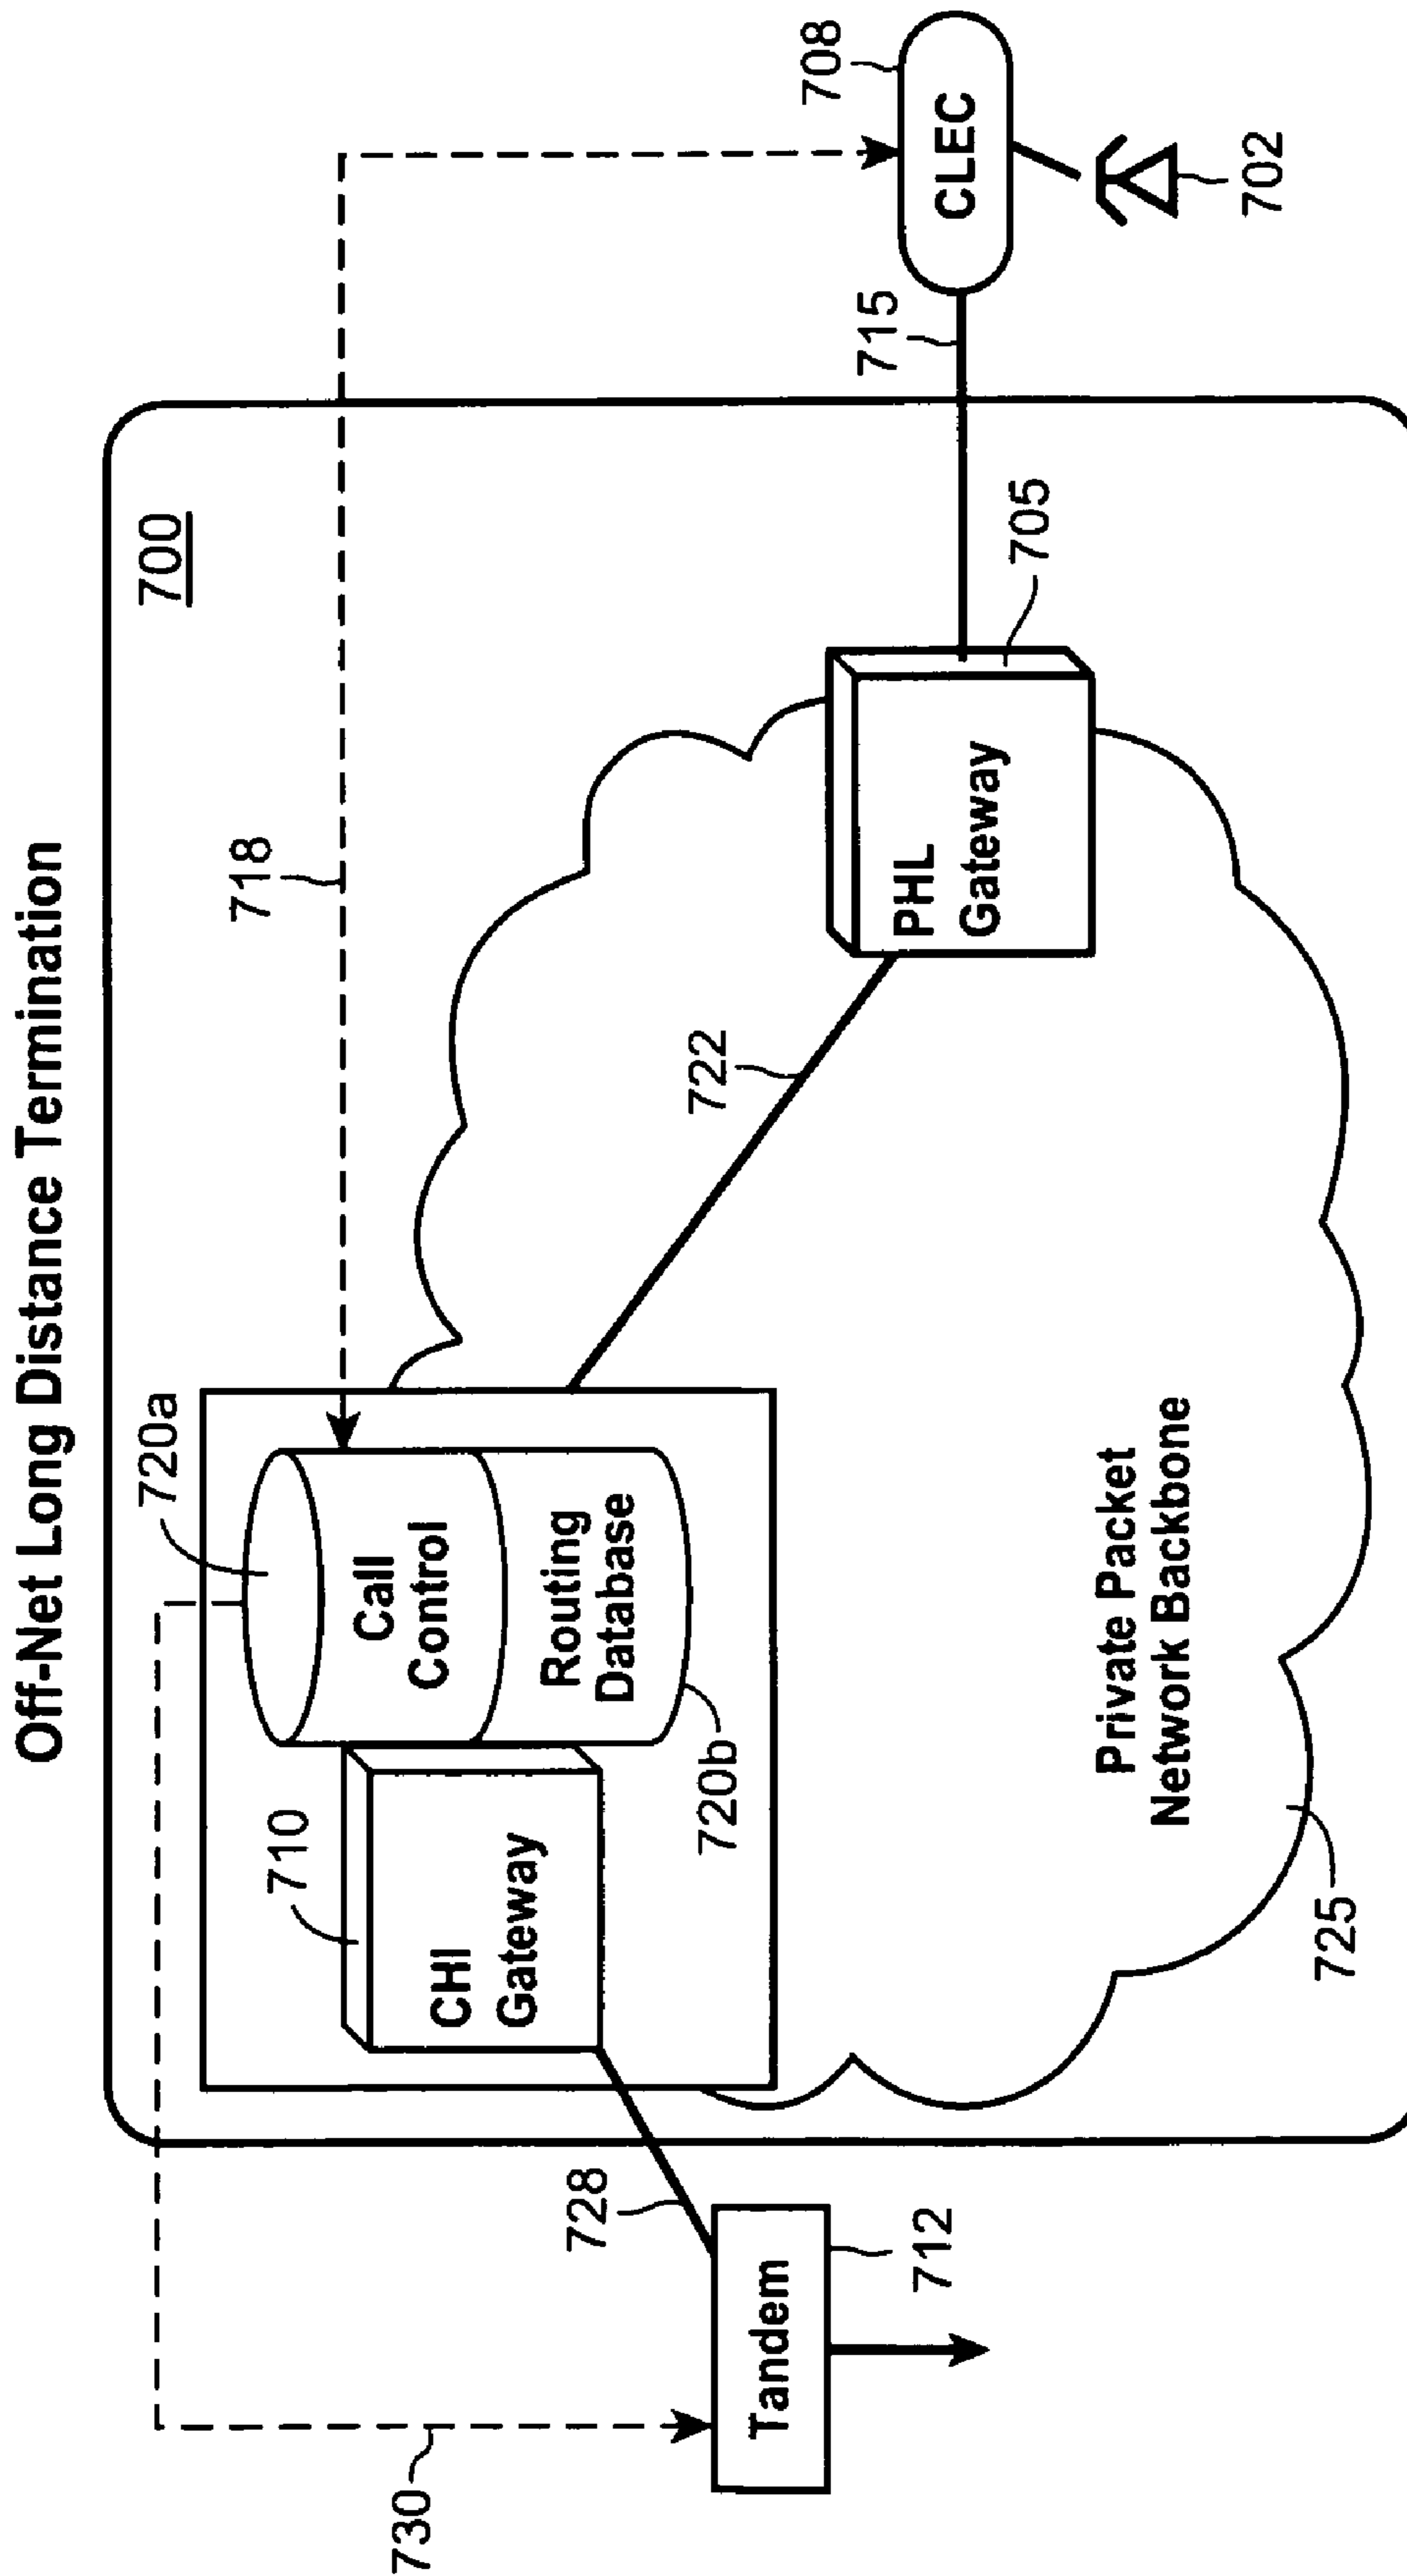 Off-Net Long Distance Termination
700
718
708
CLEC
702
715
705
PHL
Gateway
722
720a
Call
Control
Routing
Database
720b
710
CHI
Gateway
Private Packet
Network Backbone
725
728
Tandem
712
730